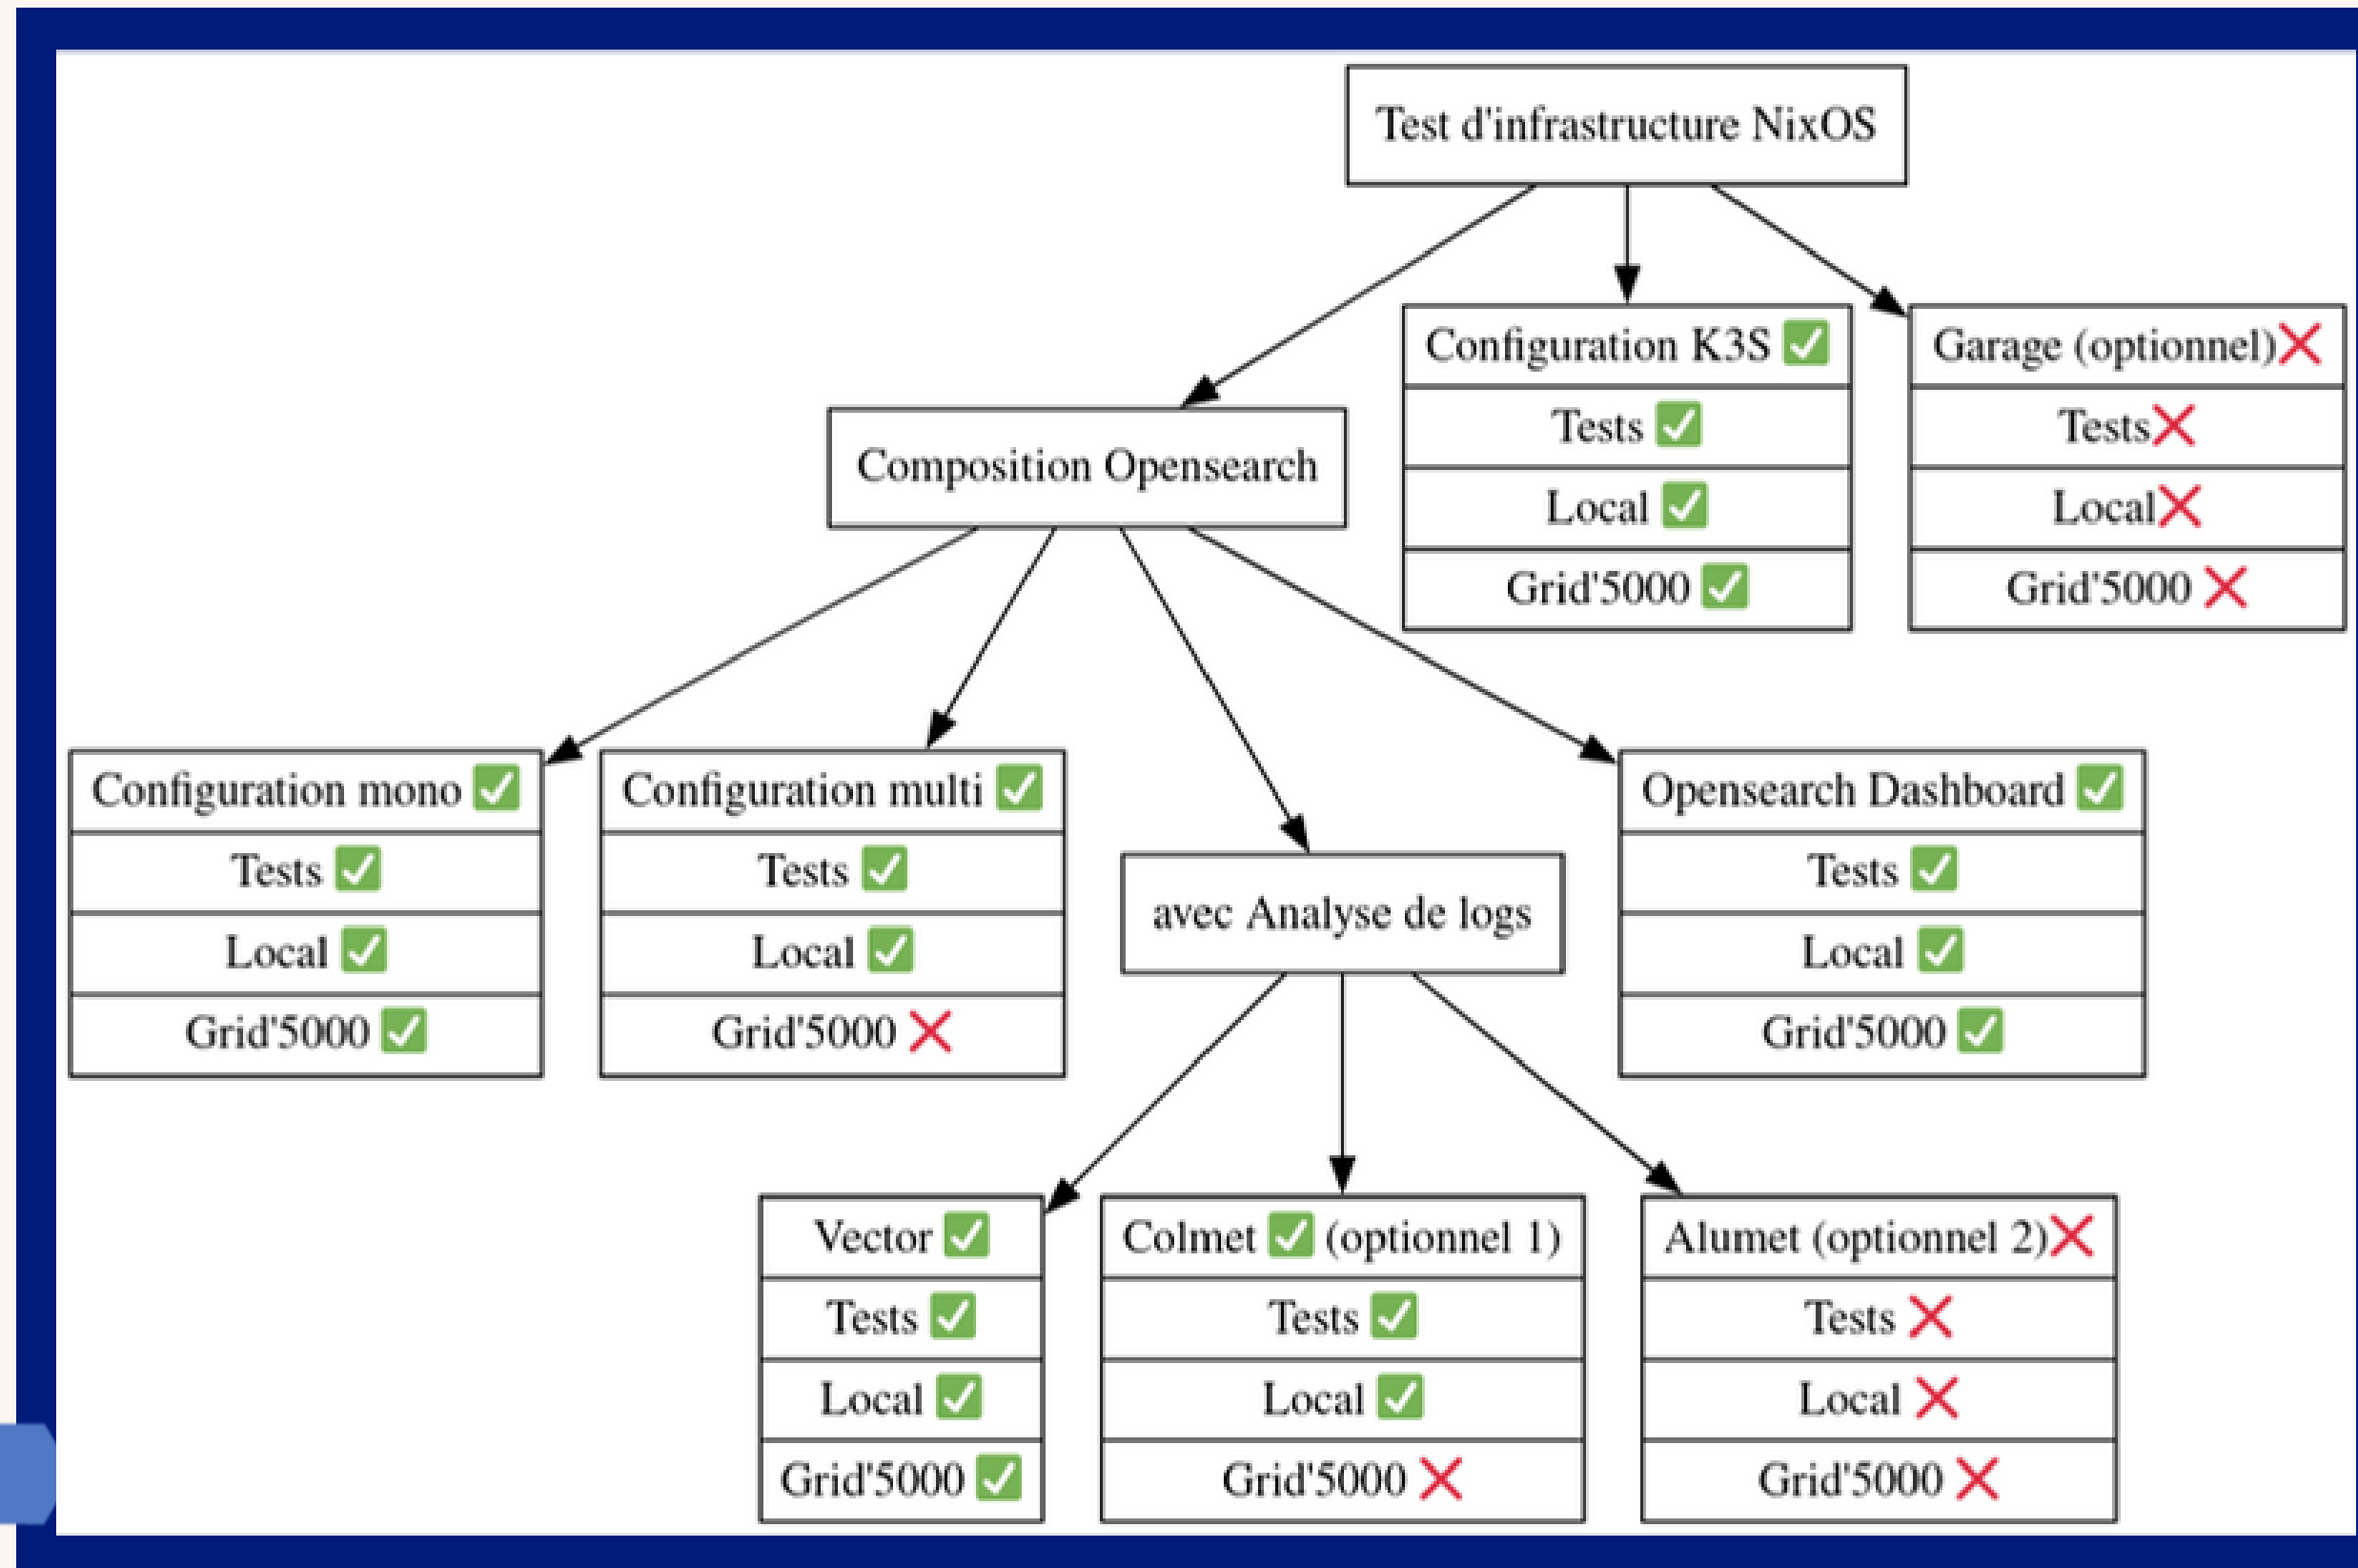 Test d'infrastructure NixOS
Configuration K3S ✅
Tests ✅
Local ✅
Grid'5000 ✅
Garage (optionnel)❌
Tests❌
Local❌
Grid'5000 ❌
Composition Opensearch
Configuration mono ✅
Tests ✅
Local ✅
Grid'5000 ✅
Configuration multi ✅
Tests ✅
Local ✅
Grid'5000 ❌
avec Analyse de logs
Opensearch Dashboard ✅
Tests ✅
Local ✅
Grid'5000 ✅
Vector ✅
Tests ✅
Local ✅
Grid'5000 ✅
Colmet ✅ (optionnel 1)
Tests ✅
Local ✅
Grid'5000 ❌
Alumet (optionnel 2)❌
Tests ❌
Local ❌
Grid'5000 ❌